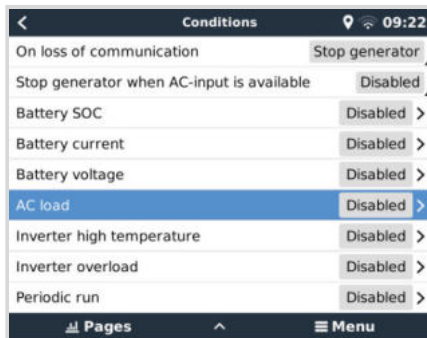 Conditions 09:22
On loss of communication Stop generator
Stop generator when AC-input is available Disabled
Battery SOC Disabled
Battery current Disabled
Battery voltage Disabled
AC load Disabled
Inverter high temperature Disabled
Inverter overload Disabled
Periodic run Disabled
Pages Menu